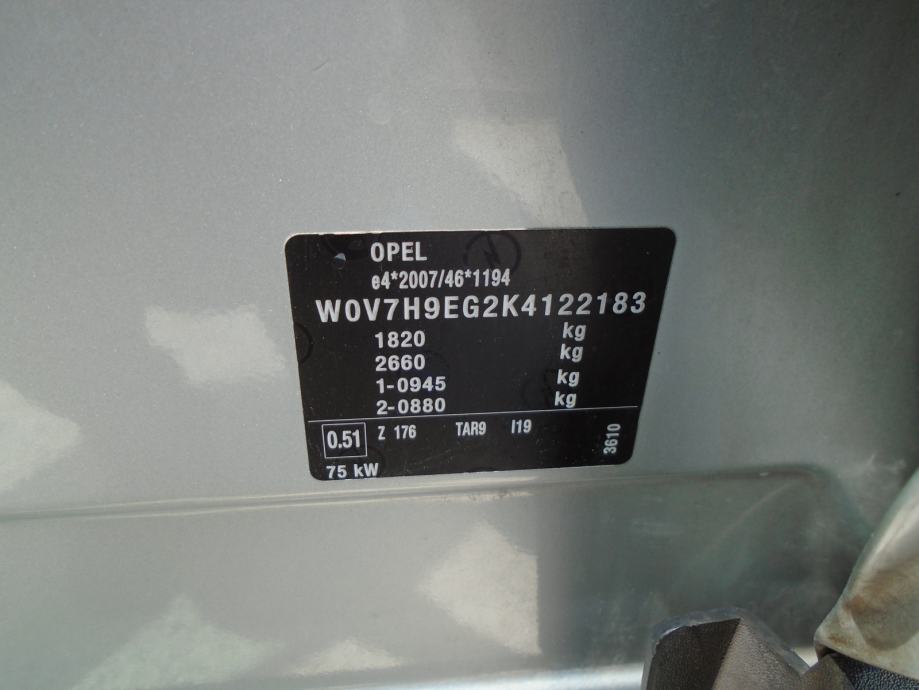 OPEL
e4*2007/46*1194
W0V7H9EG2K4122183
1820 kg
2660 kg
1-0945 kg
2-0880 kg
0.51 Z 176 TAR9 I19 3610
75 kW